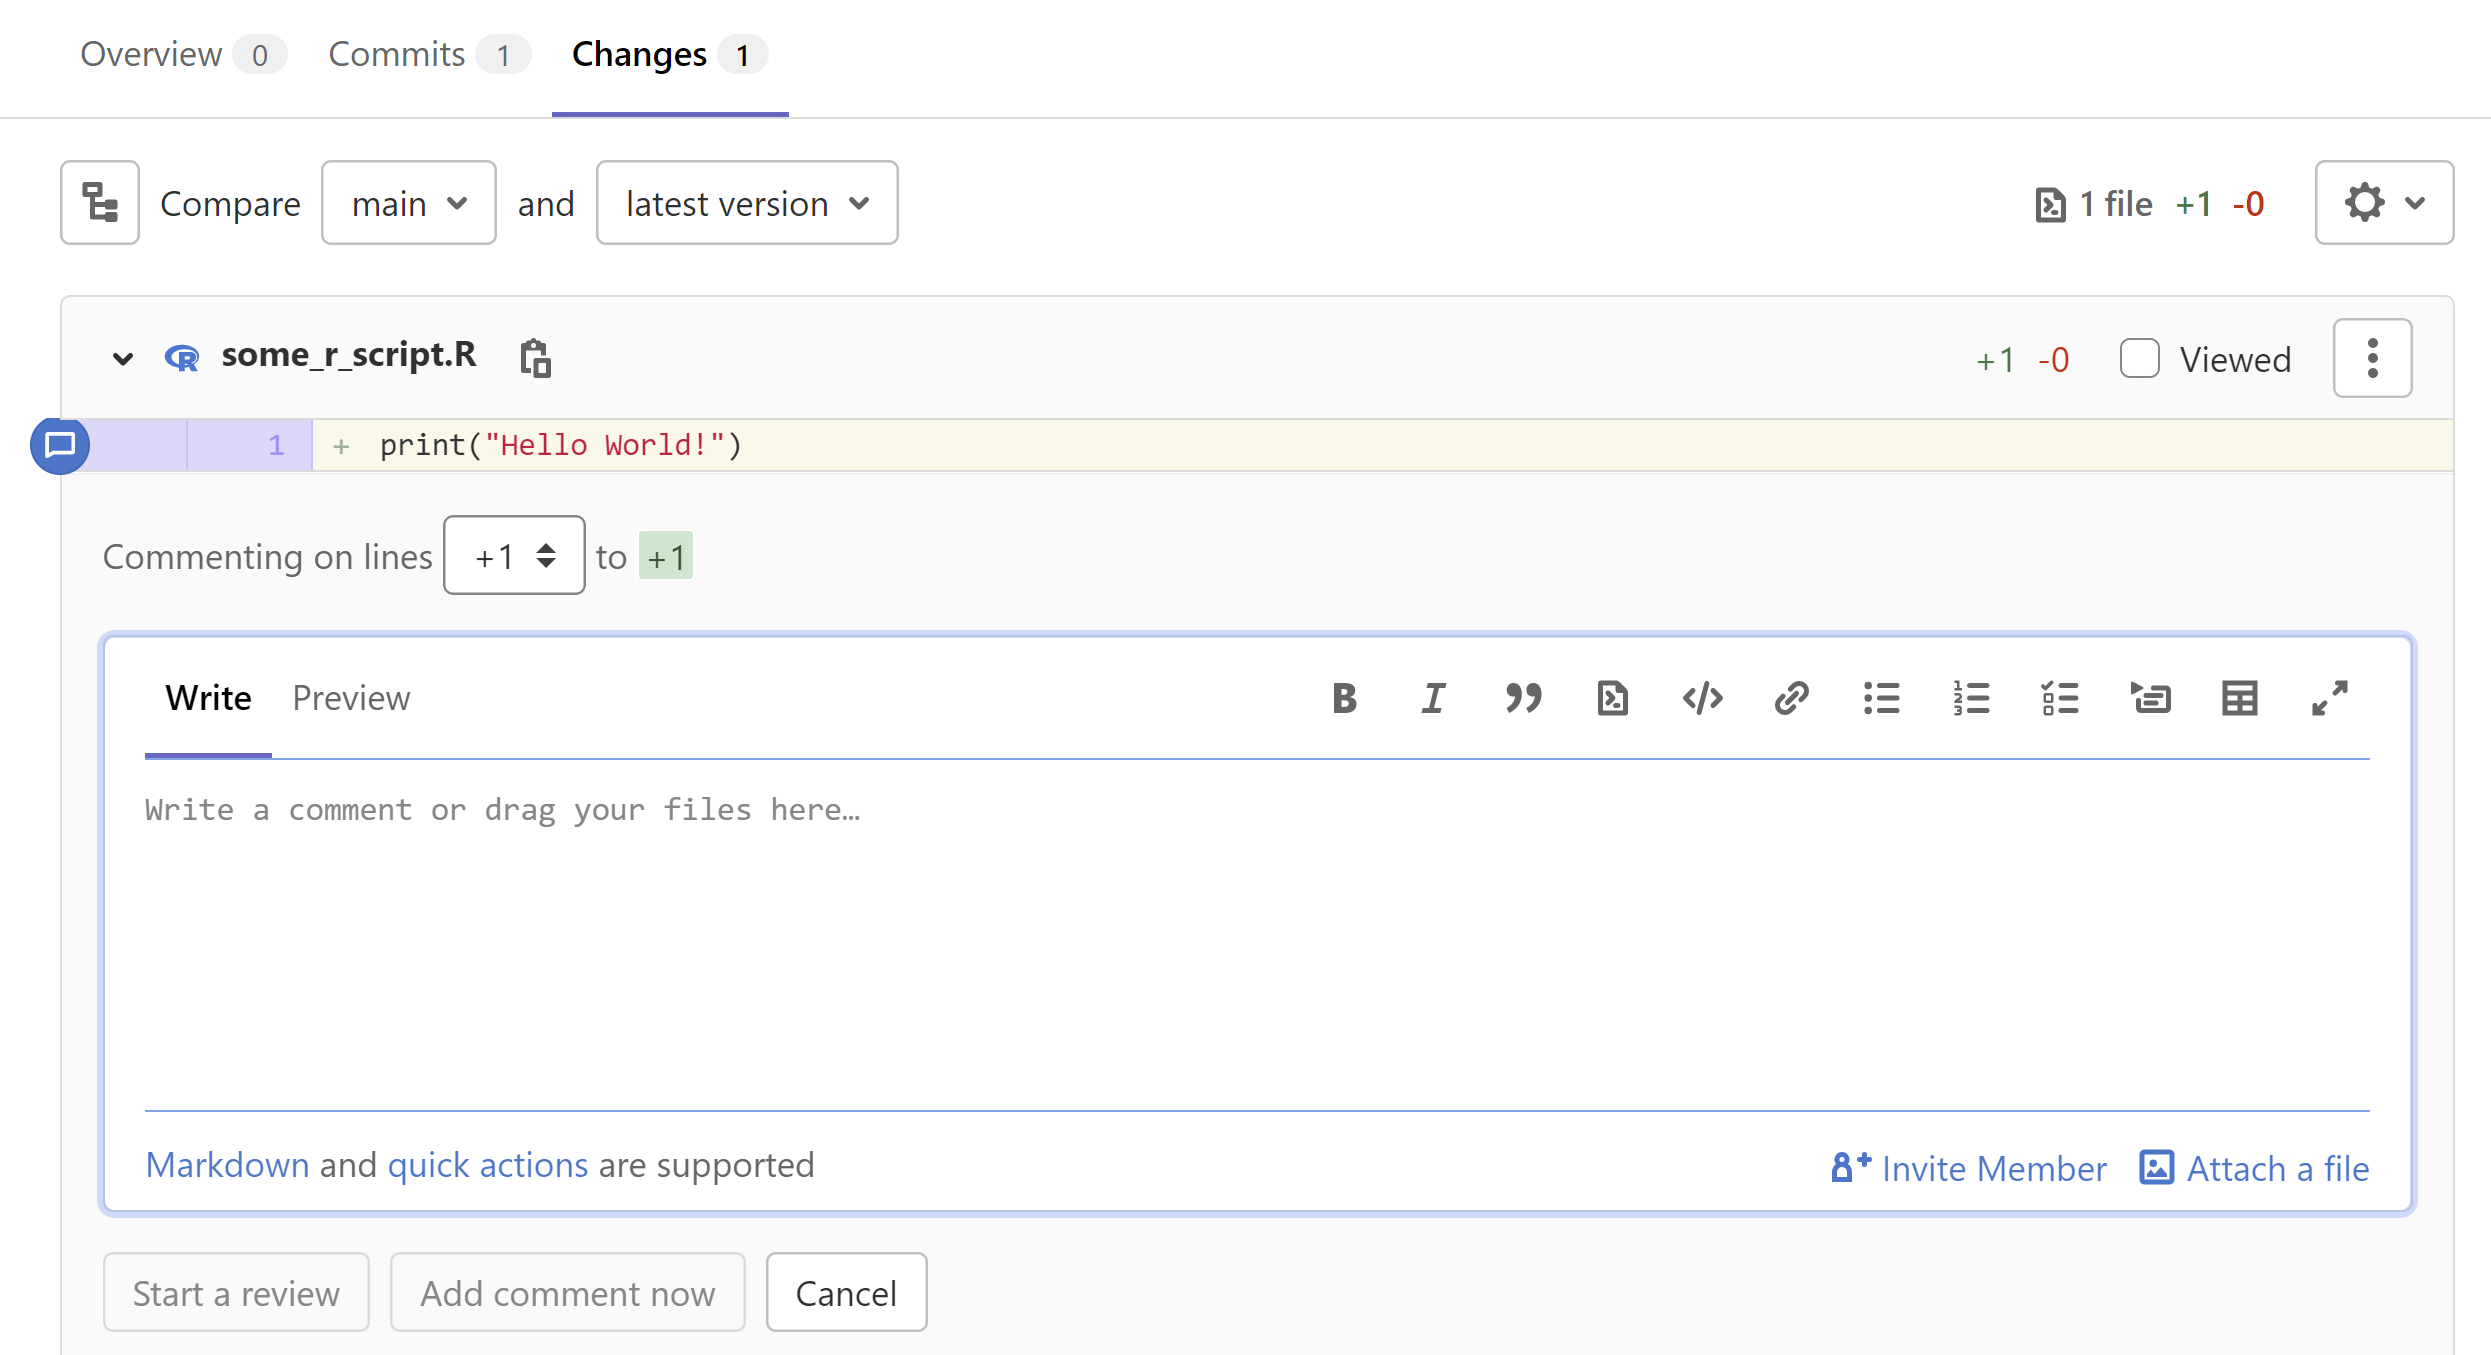 Overview 0 Commits 1 Changes 1
Compare main and latest version 1 file +1 -0
some_r_script.R +1 -0 Viewed
1 + print("Hello World!")
Commenting on lines +1 to +1
Write Preview
Write a comment or drag your files here…
Markdown and quick actions are supported Invite Member Attach a file
Start a review Add comment now Cancel